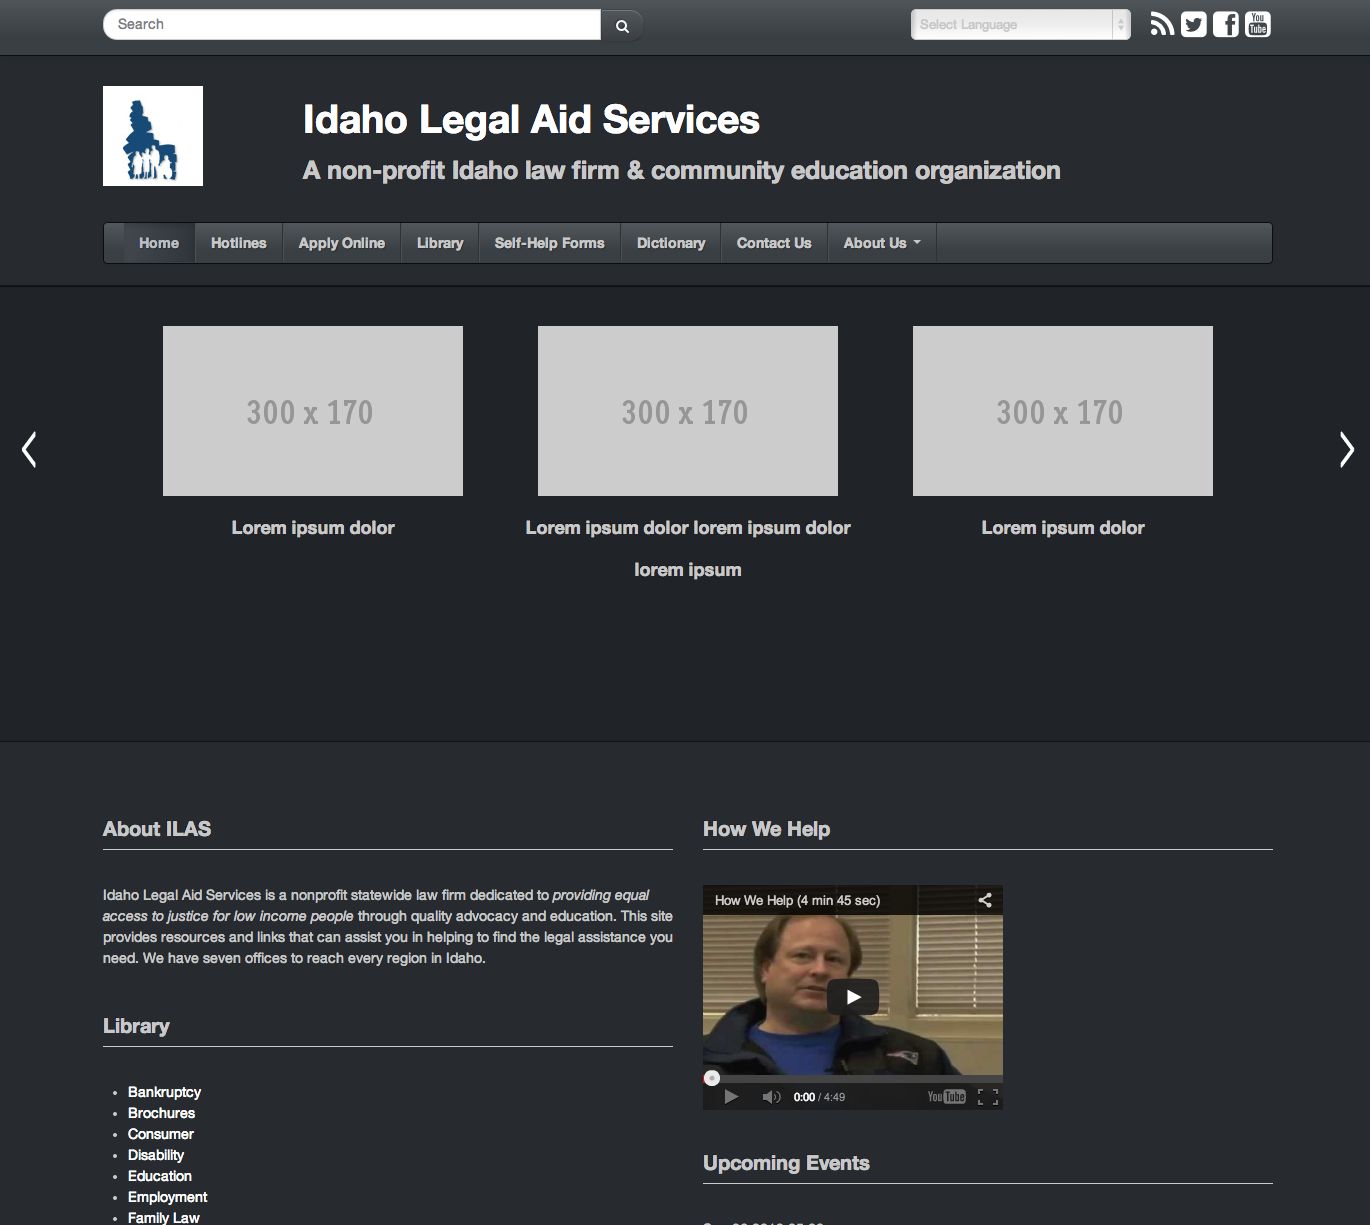 Search
Select Language
You
Tube
Idaho Legal Aid Services
A non-profit Idaho law firm & community education organization
Home
Hotlines
Apply Online
Library
Self-Help Forms
Dictionary
Contact Us
About Us
300 x 170
300 x 170
300 x 170
Lorem ipsum dolor
Lorem ipsum dolor lorem ipsum dolor
lorem ipsum
Lorem ipsum dolor
About ILAS
Idaho Legal Aid Services is a nonprofit statewide law firm dedicated to providing equal
access to justice for low income people through quality advocacy and education. This site
provides resources and links that can assist you in helping to find the legal assistance you
need. We have seven offices to reach every region in Idaho.
Library
• Bankruptcy
• Brochures
• Consumer
• Disability
• Education
• Employment
• Family Law
How We Help
How We Help (4 min 45 sec)
0:00 / 4:49
YouTube
Upcoming Events